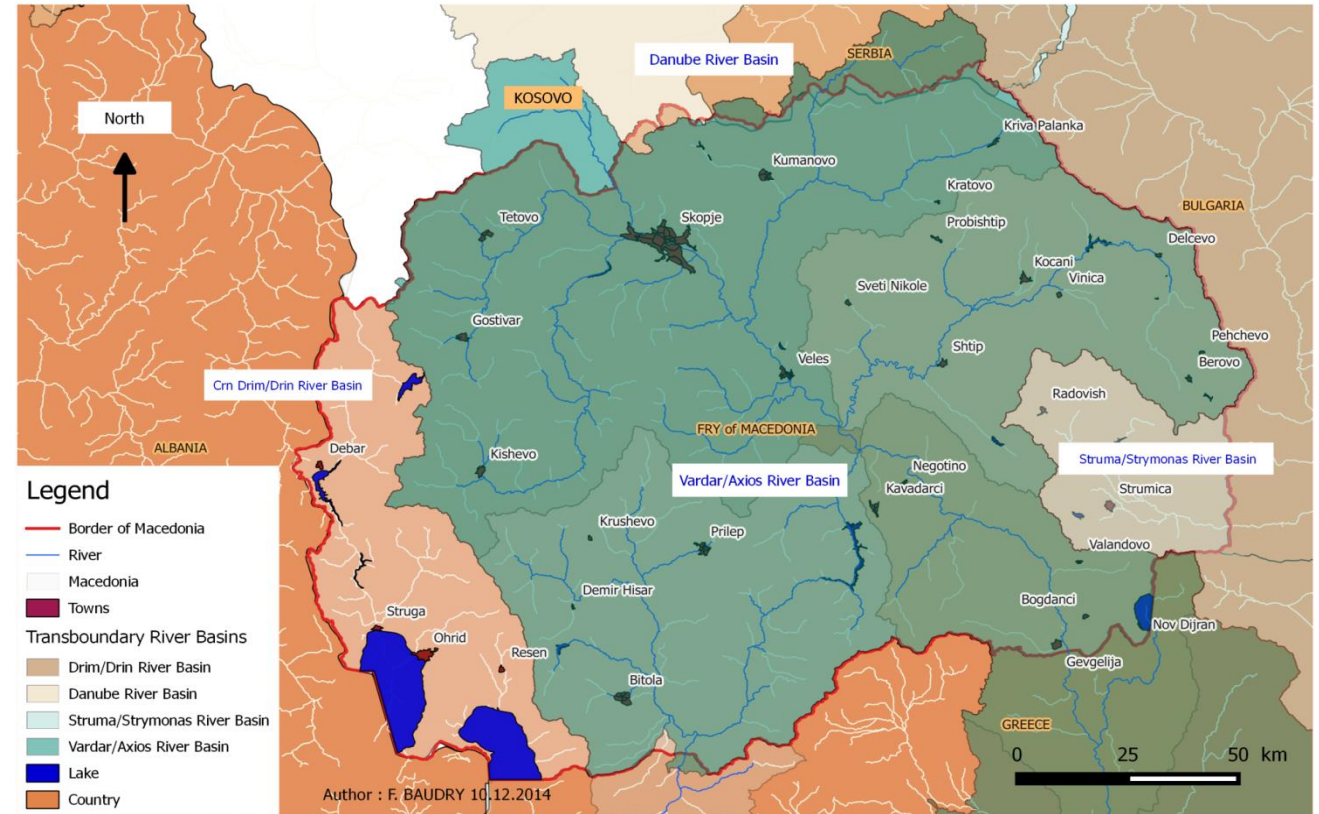 Danube River Basin
SERBIA
KOSOVO
North
Kriva Palanka
Kumanovo
Kratovo
Tetovo
Skopje
Probishtip
BULGARIA
Delcevo
Kocani
Vinica
Sveti Nikole
Gostivar
Pehchevo
Shtip
Veles
Berovo
Crn Drim/Drin River Basin
Radovish
FRY of MACEDONIA
ALBANIA
Debar
Kishevo
Struma/Strymonas River Basin
Negotino
Vardar/Axios River Basin
Kavadarci
Strumica
Krushevo
Prilep
Valandovo
Demir Hisar
Bogdanci
Struga
Nov Dijran
Ohrid
Resen
Gevgelija
Bitola
GREECE
Legend
Border of Macedonia
River
Macedonia
Towns
Transboundary River Basins
Drim/Drin River Basin
Danube River Basin
Struma/Strymonas River Basin
Vardar/Axios River Basin
Lake
Country
0 25 50 km
Author : F. BAUDRY 10.12.2014